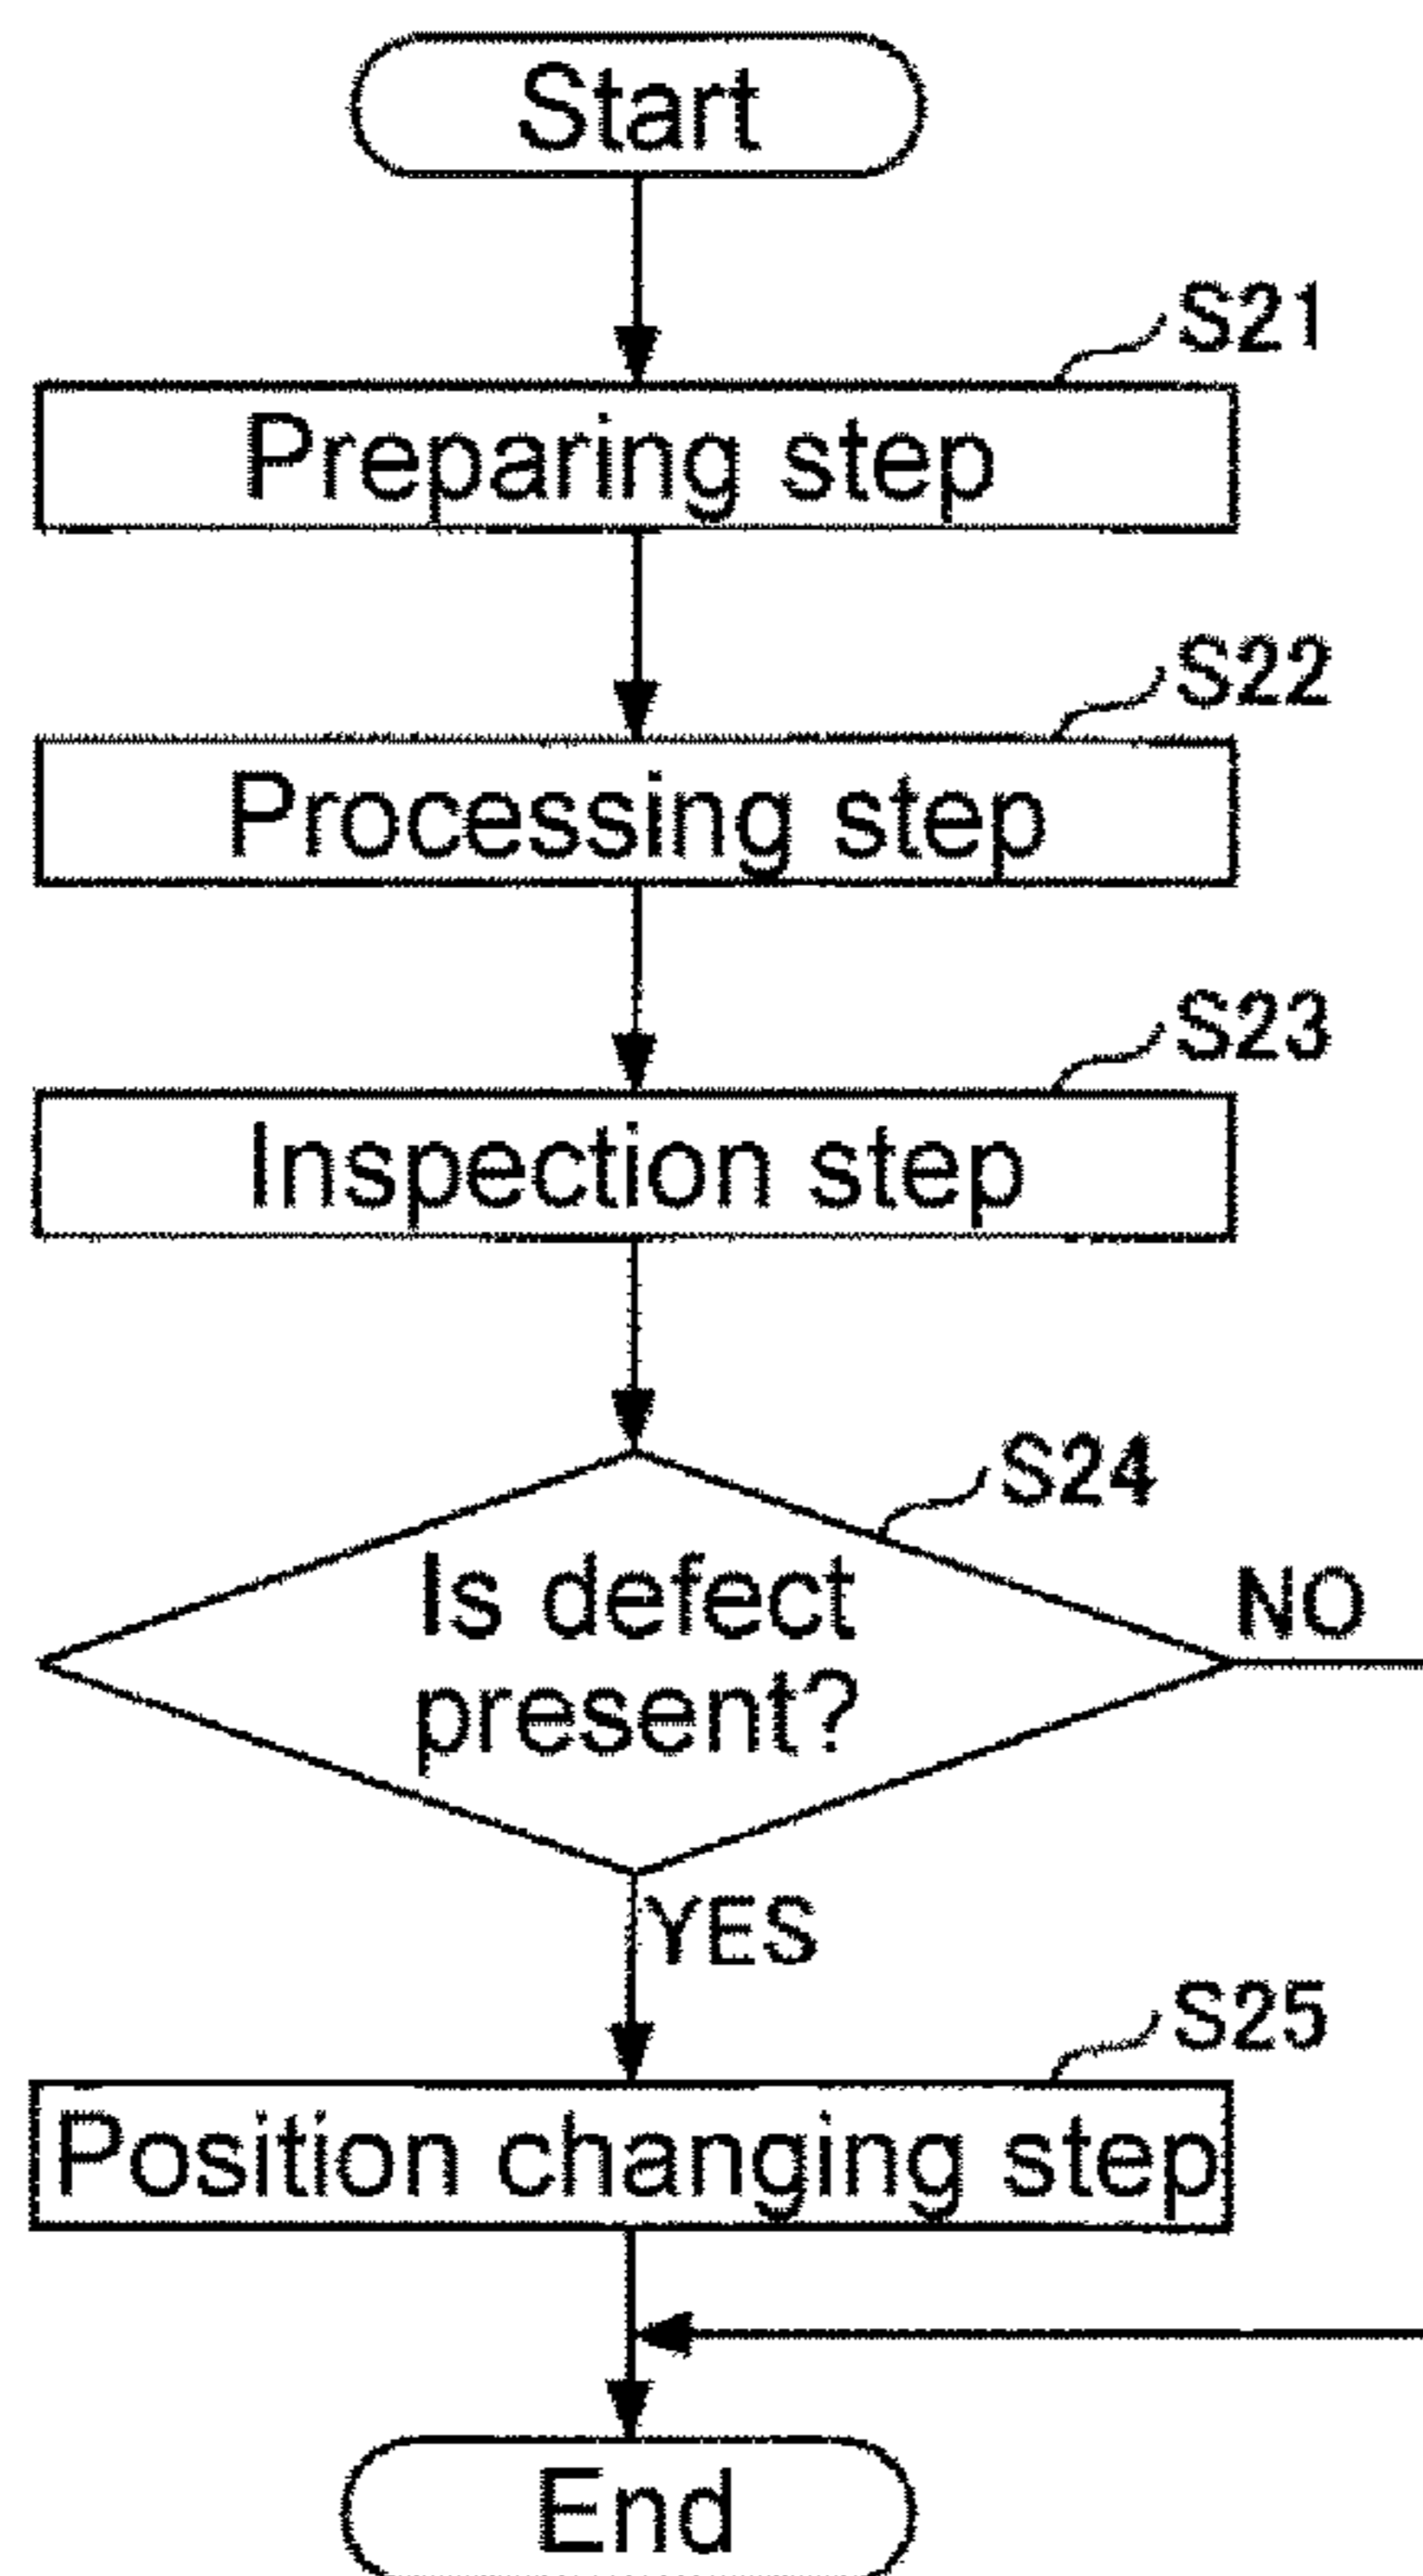 Start
S21
Preparing step
S22
Processing step
S23
Inspection step
S24
Is defect
present?
NO
YES
S25
Position changing step
End